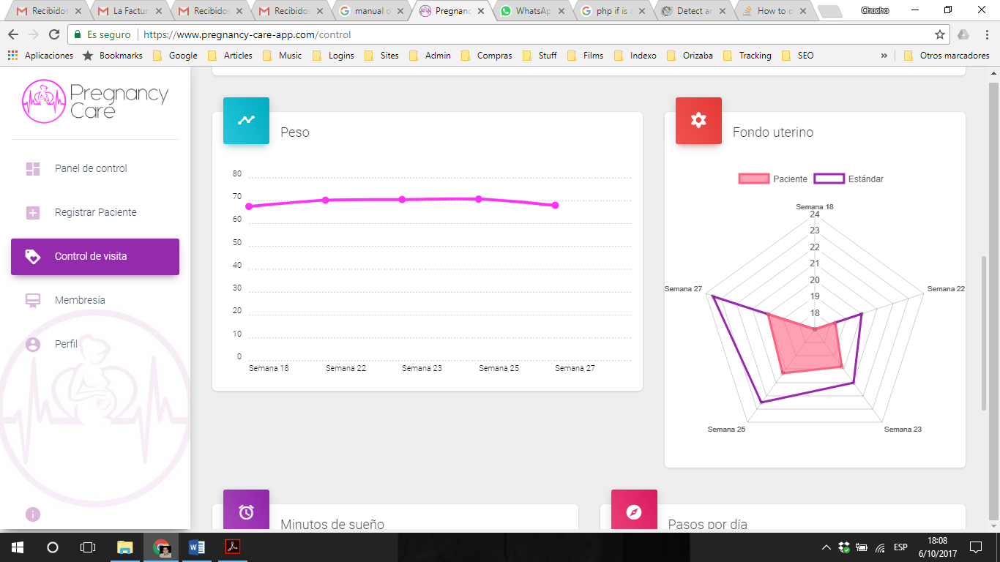 Recibidos
La Factur
Recibidos
Recibidos
manual d
Pregnanc
WhatsAp
php if is a
Detect an
How to c
Chucho
Es seguro
https://www.pregnancy-care-app.com/control
Aplicaciones
Bookmarks
Google
Articles
Music
Logins
Sites
Admin
Compras
Stuff
Films
Indexo
Orizaba
Tracking
SEO
»
Otros marcadores
Pregnancy
Care
Panel de control
Registrar Paciente
Control de visita
Membresía
Perfil
Peso
80
70
60
50
40
30
20
10
0
Semana 18
Semana 22
Semana 23
Semana 25
Semana 27
Fondo uterino
Paciente
Estándar
Semana 18
24
23
22
21
20
19
18
Semana 27
Semana 22
Semana 25
Semana 23
Minutos de sueño
Pasos por día
ESP
18:08
6/10/2017